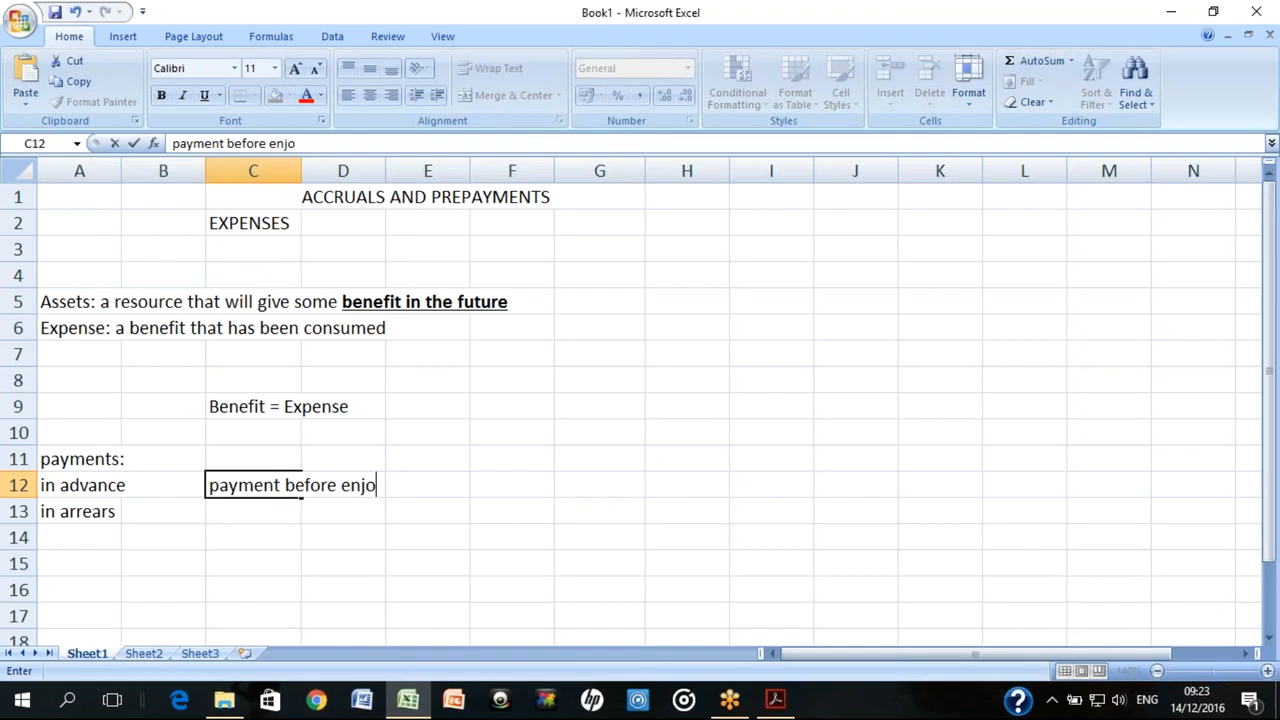 Book1 - Microsoft Excel
Home Insert Page Layout Formulas Data Review View
Paste
Cut
Copy
Format Painter
Clipboard
Calibri 11
B I U
Font
Wrap Text
Merge & Center
Alignment
General
Number
Conditional Formatting
Format as Table
Cell Styles
Styles
Insert Delete Format
Cells
AutoSum
Fill
Clear
Sort & Filter
Find & Select
Editing
C12 payment before enjo
A B C D E F G H I J K L M N
1 ACCRUALS AND PREPAYMENTS
2 EXPENSES
3
4
5 Assets: a resource that will give some benefit in the future
6 Expense: a benefit that has been consumed
7
8
9 Benefit = Expense
10
11 payments:
12 in advance payment before enjo
13 in arrears
14
15
16
17
18
Sheet1 Sheet2 Sheet3
Enter
ENG
09:23
14/12/2016